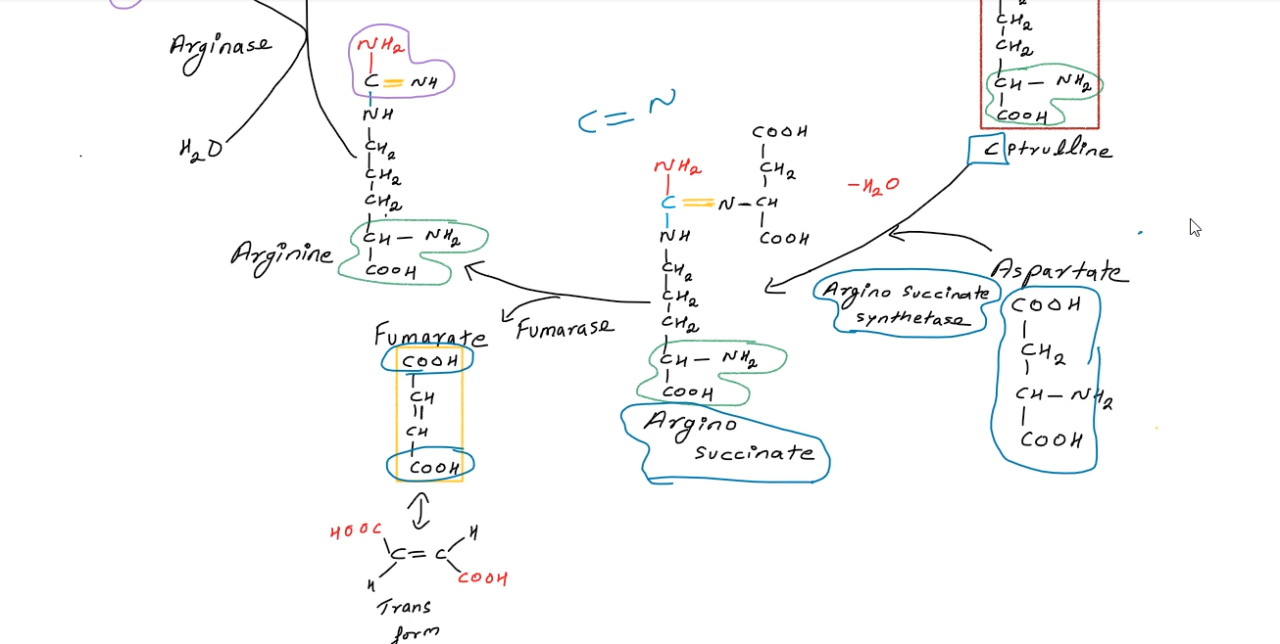 Arginase
H2O
NH2
C = NH
NH
CH2
CH2
CH2
CH — NH2
COOH
Arginine
C = N
CH2
CH2
CH — NH2
COOH
Cptrulline
-H2O
NH2
C = N - CH
NH
CH2
CH2
CH2
CH — NH2
COOH
COOH
CH2
COOH
Argino
Succinate
Argino Succinate
synthetase
Aspartate
COOH
CH2
CH — NH2
COOH
Fumarase
Fumarate
COOH
CH
CH
COOH
HOOC
H
C = C
H
COOH
Trans
form